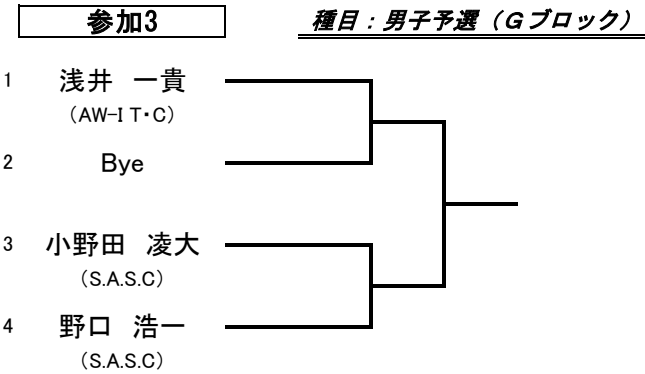 参加3
種目：男子予選（Gブロック）
1 浅井 一貴
（AW-I T・C）
2 Bye
3 小野田 凌大
（S.A.S.C）
4 野口 浩一
（S.A.S.C）